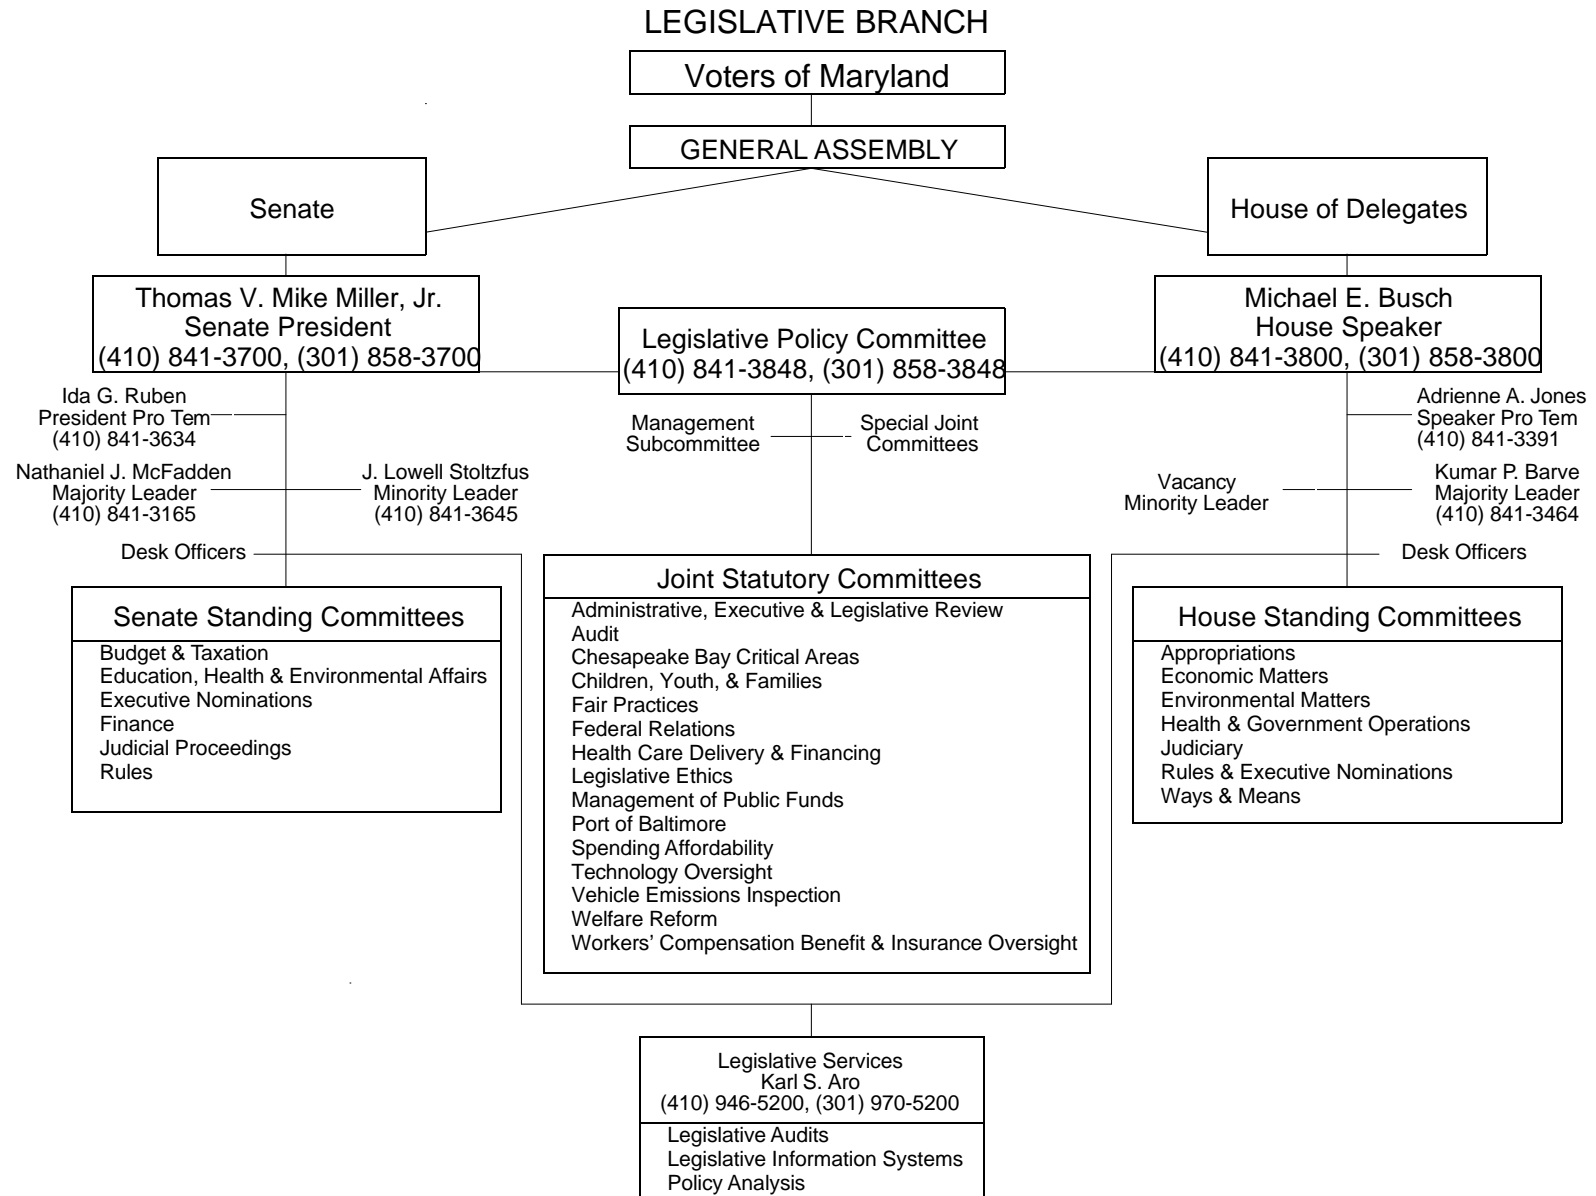 LEGISLATIVE BRANCH
Voters of Maryland
GENERAL ASSEMBLY
Senate
House of Delegates
Thomas V. Mike Miller, Jr.
Senate President
(410) 841-3700, (301) 858-3700
Legislative Policy Committee
(410) 841-3848, (301) 858-3848
Michael E. Busch
House Speaker
(410) 841-3800, (301) 858-3800
Ida G. Ruben
President Pro Tem
(410) 841-3634
Nathaniel J. McFadden
Majority Leader
(410) 841-3165
J. Lowell Stoltzfus
Minority Leader
(410) 841-3645
Desk Officers
Management
Subcommittee
Special Joint
Committees
Adrienne A. Jones
Speaker Pro Tem
(410) 841-3391
Vacancy
Minority Leader
Kumar P. Barve
Majority Leader
(410) 841-3464
Desk Officers
Senate Standing Committees
Budget & Taxation
Education, Health & Environmental Affairs
Executive Nominations
Finance
Judicial Proceedings
Rules
Joint Statutory Committees
Administrative, Executive & Legislative Review
Audit
Chesapeake Bay Critical Areas
Children, Youth, & Families
Fair Practices
Federal Relations
Health Care Delivery & Financing
Legislative Ethics
Management of Public Funds
Port of Baltimore
Spending Affordability
Technology Oversight
Vehicle Emissions Inspection
Welfare Reform
Workers’ Compensation Benefit & Insurance Oversight
House Standing Committees
Appropriations
Economic Matters
Environmental Matters
Health & Government Operations
Judiciary
Rules & Executive Nominations
Ways & Means
Legislative Services
Karl S. Aro
(410) 946-5200, (301) 970-5200
Legislative Audits
Legislative Information Systems
Policy Analysis